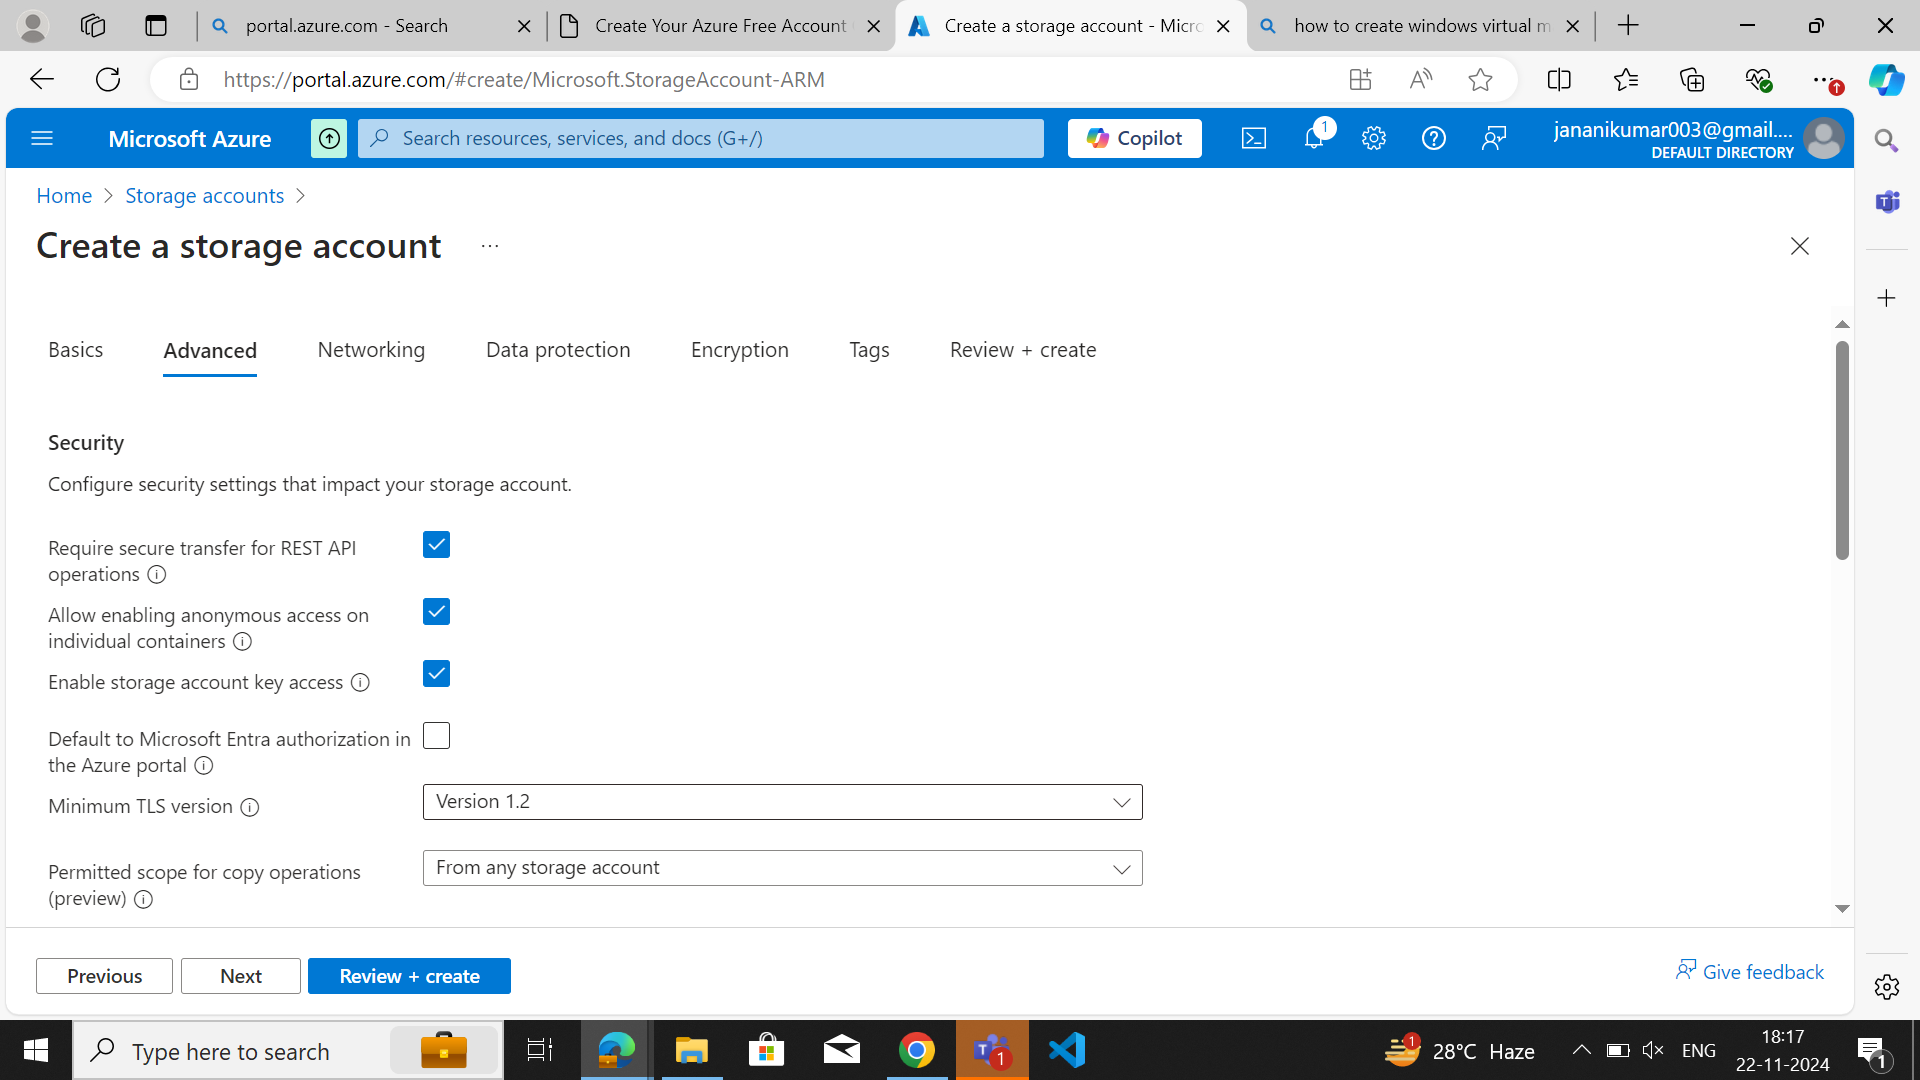 portal.azure.com - Search
Create Your Azure Free Account
Create a storage account - Micro
how to create windows virtual m
https://portal.azure.com/#create/Microsoft.StorageAccount-ARM
Microsoft Azure
Search resources, services, and docs (G+/)
Copilot
1
jananikumar003@gmail....
DEFAULT DIRECTORY
Home
Storage accounts
Create a storage account
Basics
Advanced
Networking
Data protection
Encryption
Tags
Review + create
Security
Configure security settings that impact your storage account.
Require secure transfer for REST API
operations
Allow enabling anonymous access on
individual containers
Enable storage account key access
Default to Microsoft Entra authorization in
the Azure portal
Minimum TLS version
Version 1.2
Permitted scope for copy operations
(preview)
From any storage account
Previous
Next
Review + create
Give feedback
Type here to search
1
1
28°C Haze
ENG
18:17
22-11-2024
1